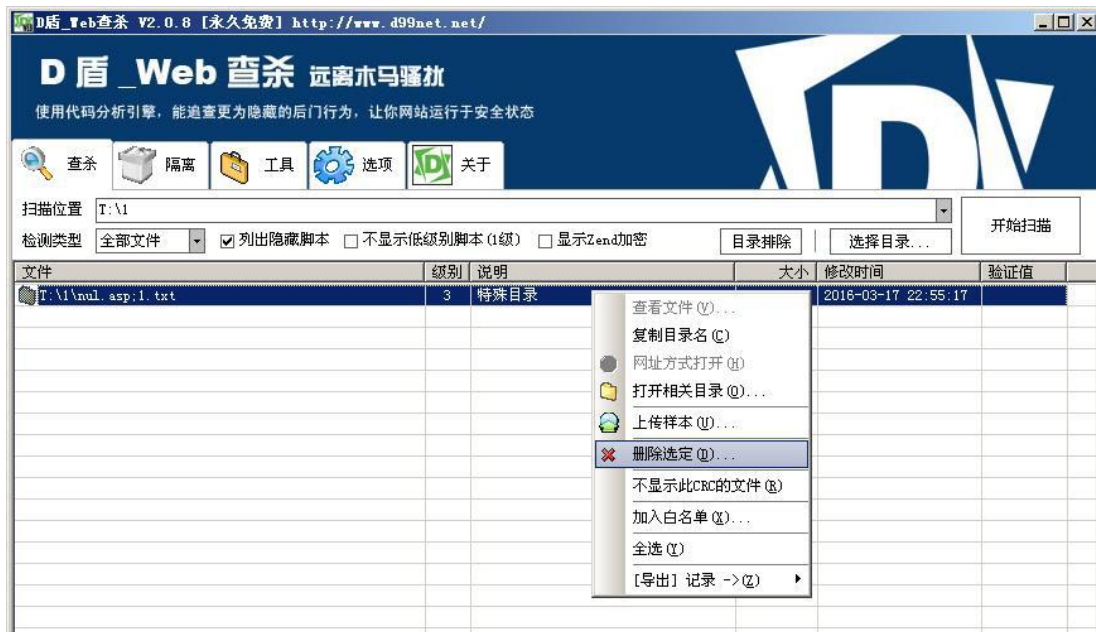 D盾_Web查杀 V2.0.8 [永久免费] http://www.d99net.net/
D盾_Web查杀 远离木马骚扰
使用代码分析引擎，能追查更为隐藏的后门行为，让你网站运行于安全状态
查杀 隔离 工具 选项 D 关于
扫描位置 T:\1 开始扫描
检测类型 全部文件 列出隐藏脚本 不显示低级别脚本(1级) 显示Zend加密 目录排除 选择目录...
文件 级别 说明 大小 修改时间 验证值
T:\1\nul.asp;1.txt 3 特殊目录 2016-03-17 22:55:17
查看文件(V)...
复制目录名(C)
网址方式打开(H)
打开相关目录(O)...
上传样本(U)...
删除选定(D)...
不显示此CRC的文件(R)
加入白名单(X)...
全选(Y)
[导出] 记录 ->(Z)